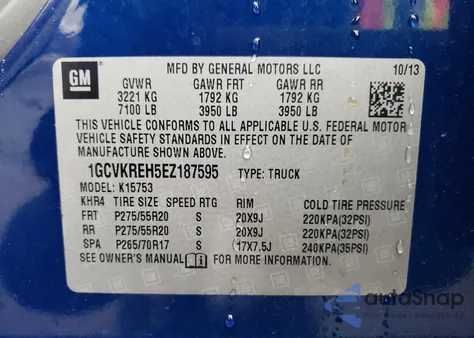 GM
MFD BY GENERAL MOTORS LLC 10/13
GVWR GAWR FRT GAWR RR
3221 KG 1792 KG 1792 KG
7100 LB 3950 LB 3950 LB
THIS VEHICLE CONFORMS TO ALL APPLICABLE U.S. FEDERAL MOTOR
VEHICLE SAFETY STANDARDS IN EFFECT ON THE DATE OF
MANUFACTURE SHOWN ABOVE.
1GCVKREH5EZ187595 TYPE: TRUCK
MODEL: K15753
KHR4 TIRE SIZE SPEED RTG RIM COLD TIRE PRESSURE
FRT P275/55R20 S 20X9J 220KPA(32PSI)
RR P275/55R20 S 20X9J 220KPA(32PSI)
SPA P265/70R17 S 17X7.5J 240KPA(35PSI)
SEE OWNER'S MANUAL FOR MORE INFORMATION.
autoSnap